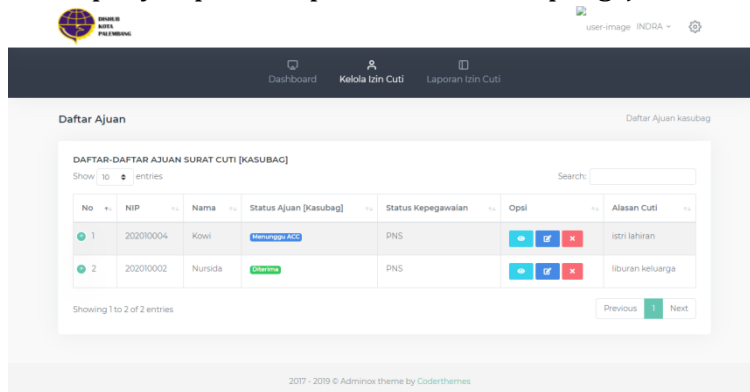 DISHUB
KOTA
PALEMBANG
user-image INDRA
Dashboard Kelola Izin Cuti Laporan Izin Cuti
Daftar Ajuan
Daftar Ajuan kasubag
DAFTAR-DAFTAR AJUAN SURAT CUTI [KASUBAG]
Show 10 entries
Search:
No NIP Nama Status Ajuan [Kasubag] Status Kepegawaian Opsi Alasan Cuti
1 202010004 Kowi Menunggu ACC PNS istri lahiran
2 202010002 Nursida Diterima PNS liburan keluarga
Showing 1 to 2 of 2 entries
Previous 1 Next
2017 - 2019 © Adminox theme by Coderthemes